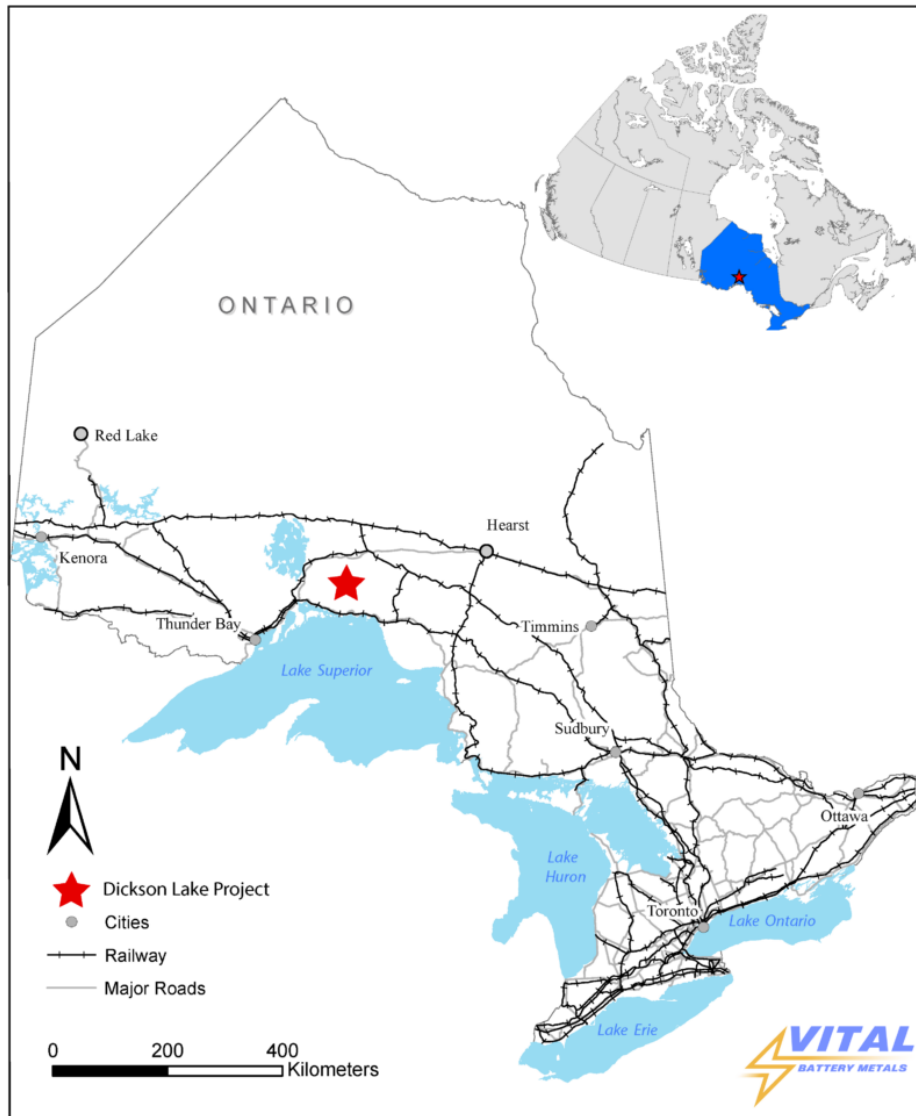 ONTARIO
Red Lake
Hearst
Kenora
Thunder Bay
Timmins
Lake Superior
Sudbury
N
Ottawa
Lake
Huron
Dickson Lake Project
Cities
Toronto
Lake Ontario
Railway
Major Roads
Lake Erie
0 200 400
Kilometers
VITAL
BATTERY METALS